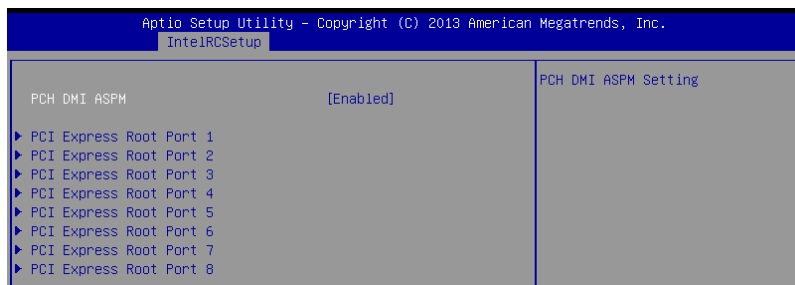 Aptio Setup Utility – Copyright (C) 2013 American Megatrends, Inc.
IntelRCSetup
PCH DMI ASPM [Enabled]
PCI Express Root Port 1
PCI Express Root Port 2
PCI Express Root Port 3
PCI Express Root Port 4
PCI Express Root Port 5
PCI Express Root Port 6
PCI Express Root Port 7
PCI Express Root Port 8
PCH DMI ASPM Setting